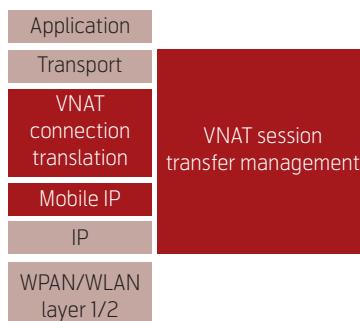 Application
Transport
VNAT
connection
translation
Mobile IP
IP
WPAN/WLAN
layer 1/2
VNAT session
transfer management